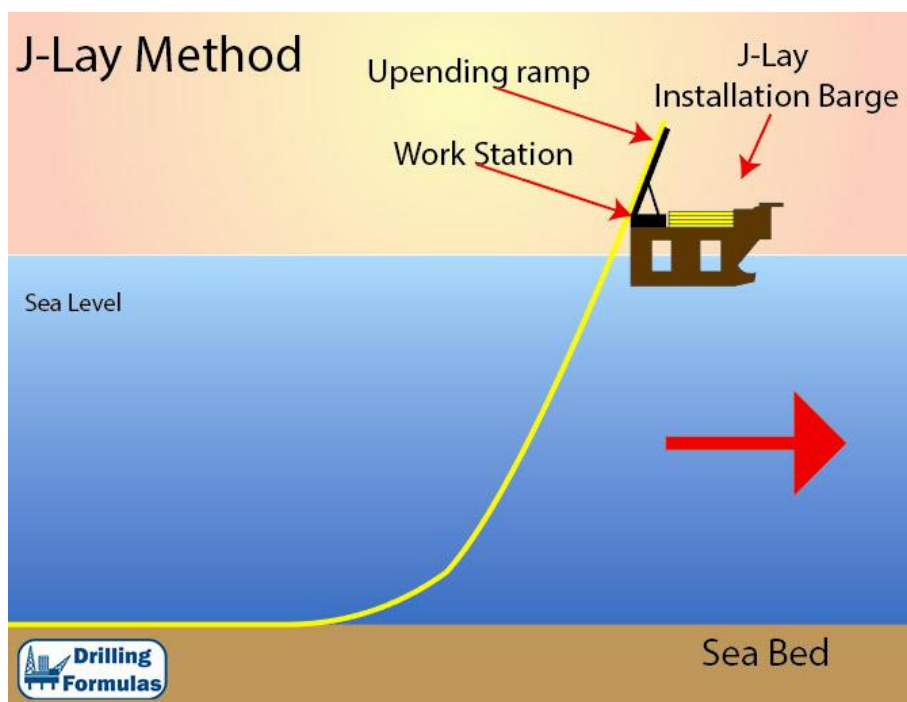 J-Lay Method
Upending ramp
J-Lay
Installation Barge
Work Station
Sea Level
Sea Bed
Drilling
Formulas